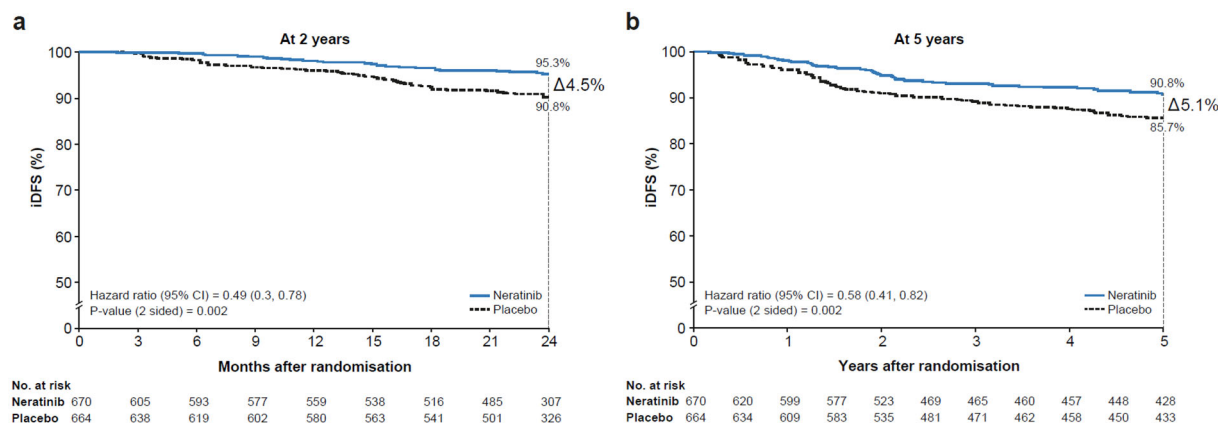 a
At 2 years
100
90
80
70
60
50
0
iDFS (%)
95.3%
Δ4.5%
90.8%
Hazard ratio (95% CI) = 0.49 (0.3, 0.78)
P-value (2 sided) = 0.002
Neratinib
Placebo
0 3 6 9 12 15 18 21 24
Months after randomisation
No. at risk
Neratinib 670 605 593 577 559 538 516 485 307
Placebo 664 638 619 602 580 563 541 501 326
b
At 5 years
100
90
80
70
60
50
0
iDFS (%)
90.8%
Δ5.1%
85.7%
Hazard ratio (95% CI) = 0.58 (0.41, 0.82)
P-value (2 sided) = 0.002
Neratinib
Placebo
0 1 2 3 4 5
Years after randomisation
No. at risk
Neratinib 670 620 599 577 523 469 465 460 457 448 428
Placebo 664 634 609 583 535 481 471 462 458 450 433